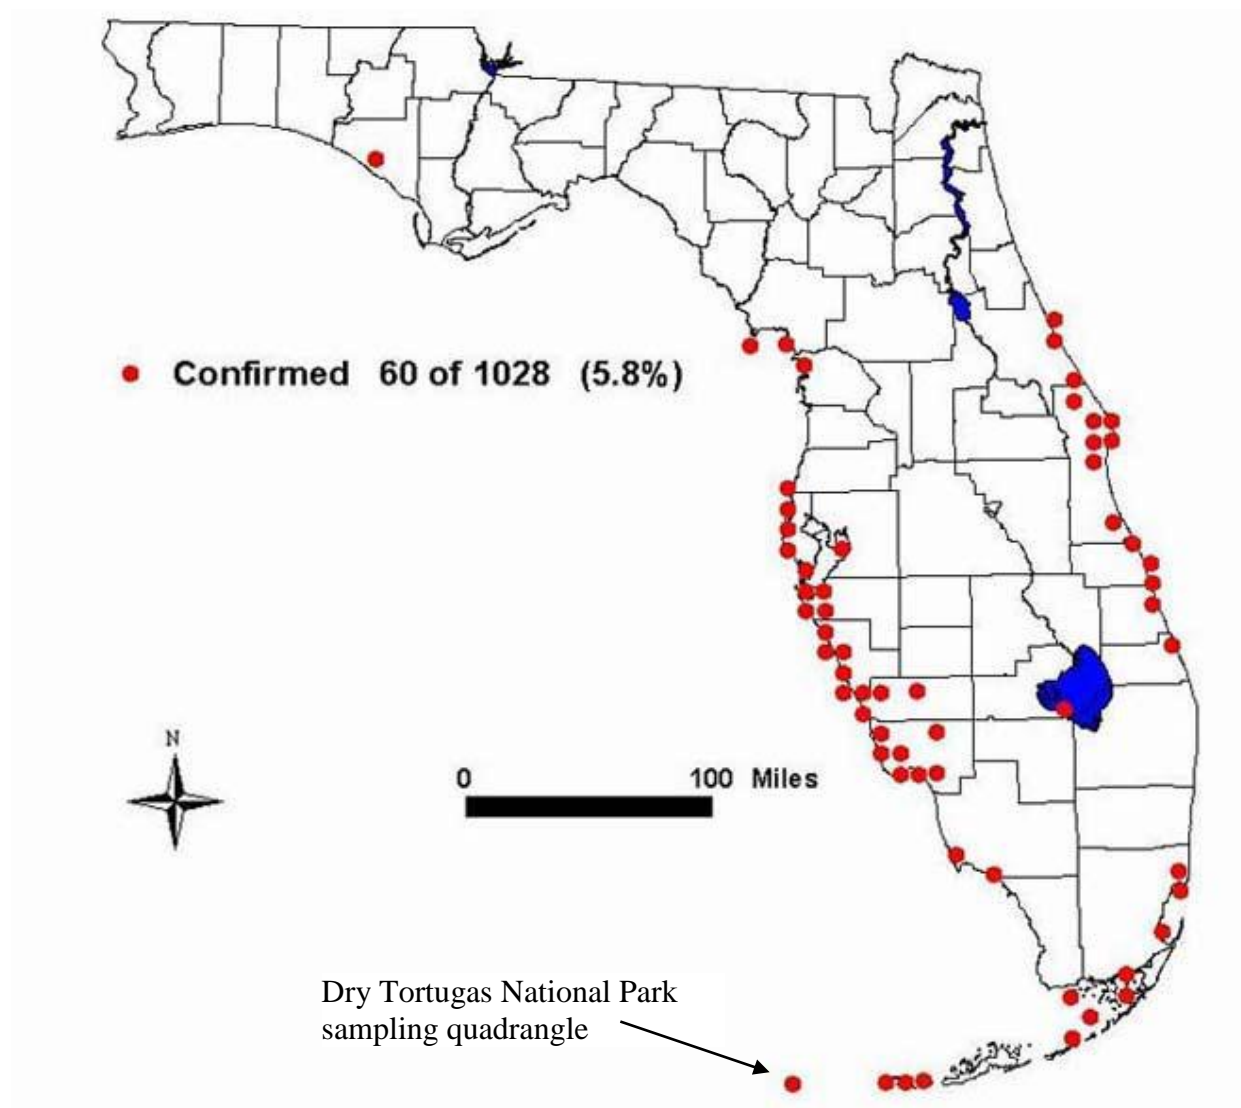 Confirmed 60 of 1028 (5.8%)
N
0 100 Miles
Dry Tortugas National Park
sampling quadrangle